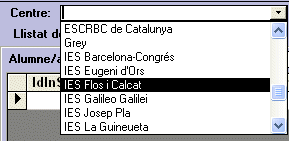 Centre:
ESCRBC de Catalunya
Llistat de
Grey
IES Barcelona-Congrés
Alumne/a
IES Eugeni d'Ors
IES Flos i Calcat
IES Galileo Galilei
IES Josep Pla
IES La Guineueta